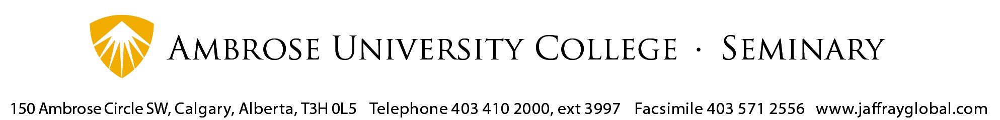 AMBROSE UNIVERSITY COLLEGE · SEMINARY
150 Ambrose Circle SW, Calgary, Alberta, T3H 0L5 Telephone 403 410 2000, ext 3997 Facsimile 403 571 2556 www.jaffrayglobal.com